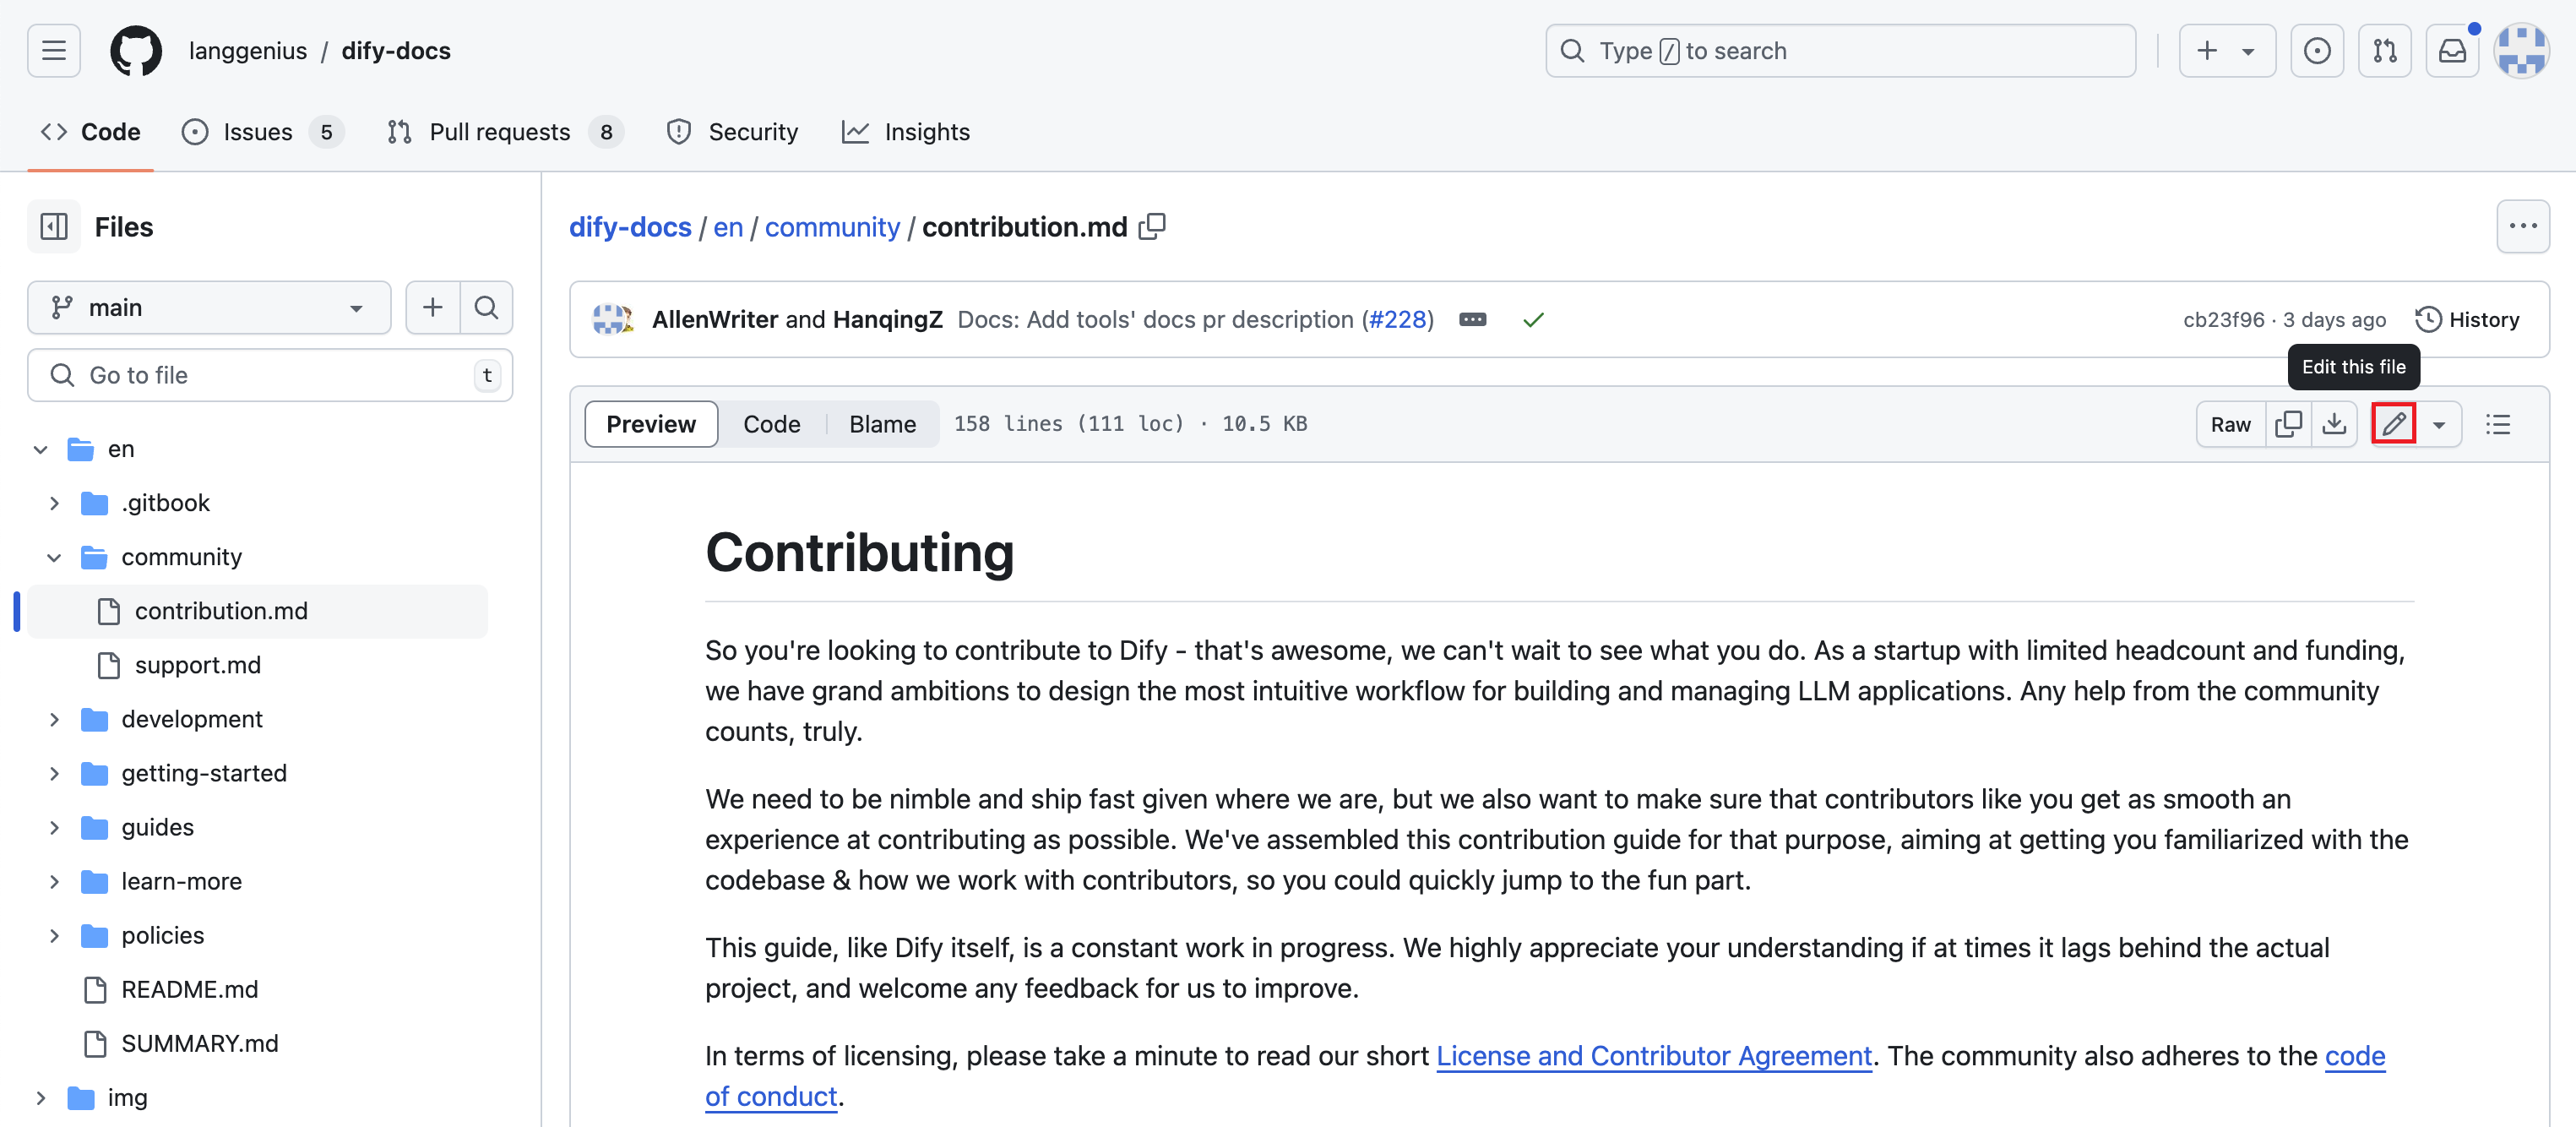 langgenius / dify-docs
Type / to search
Code
Issues 5
Pull requests 8
Security
Insights
Files
main
Go to file t
en
.gitbook
community
contribution.md
support.md
development
getting-started
guides
learn-more
policies
README.md
SUMMARY.md
img
dify-docs / en / community / contribution.md
AllenWriter and HanqingZ Docs: Add tools' docs pr description (#228)
cb23f96 · 3 days ago
History
Edit this file
Preview
Code
Blame
158 lines (111 loc) · 10.5 KB
Raw
Contributing
So you're looking to contribute to Dify - that's awesome, we can't wait to see what you do. As a startup with limited headcount and funding,
we have grand ambitions to design the most intuitive workflow for building and managing LLM applications. Any help from the community
counts, truly.
We need to be nimble and ship fast given where we are, but we also want to make sure that contributors like you get as smooth an
experience at contributing as possible. We've assembled this contribution guide for that purpose, aiming at getting you familiarized with the
codebase & how we work with contributors, so you could quickly jump to the fun part.
This guide, like Dify itself, is a constant work in progress. We highly appreciate your understanding if at times it lags behind the actual
project, and welcome any feedback for us to improve.
In terms of licensing, please take a minute to read our short License and Contributor Agreement. The community also adheres to the code
of conduct.